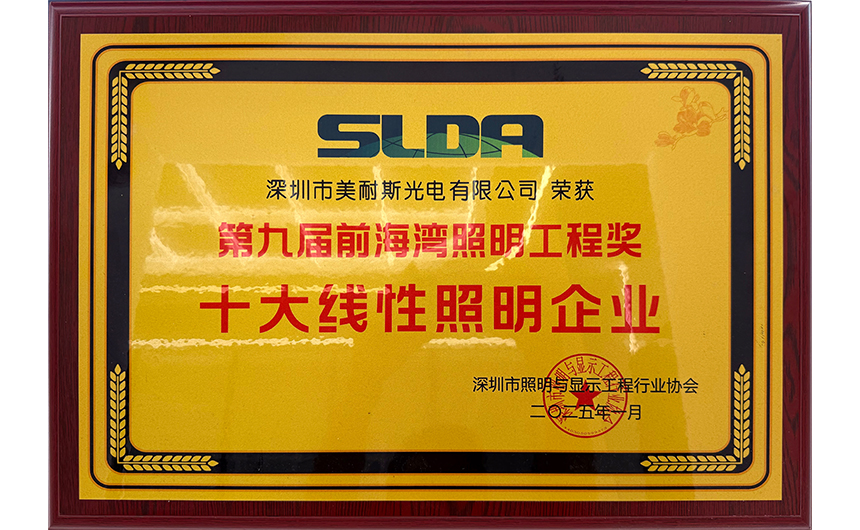 SLDA
深圳市美耐斯光电有限公司 荣获
第九届前海湾照明工程奖
十大线性照明企业
深圳市照明与显示工程行业协会
二〇二五年一月